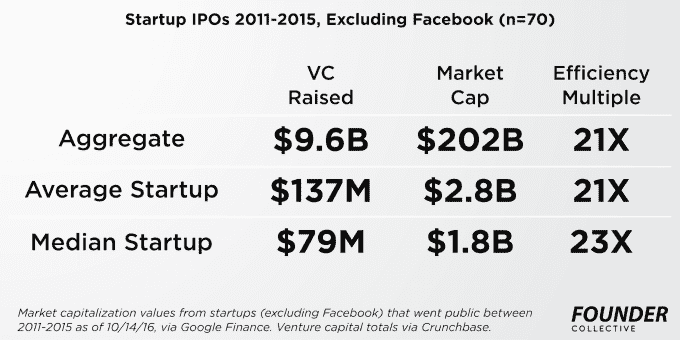 Startup IPOs 2011-2015, Excluding Facebook (n=70)
VC Raised
Market Cap
Efficiency Multiple
Aggregate $9.6B $202B 21X
Average Startup $137M $2.8B 21X
Median Startup $79M $1.8B 23X
Market capitalization values from startups (excluding Facebook) that went public between
2011-2015 as of 10/14/16, via Google Finance. Venture capital totals via Crunchbase.
FOUNDER
COLLECTIVE